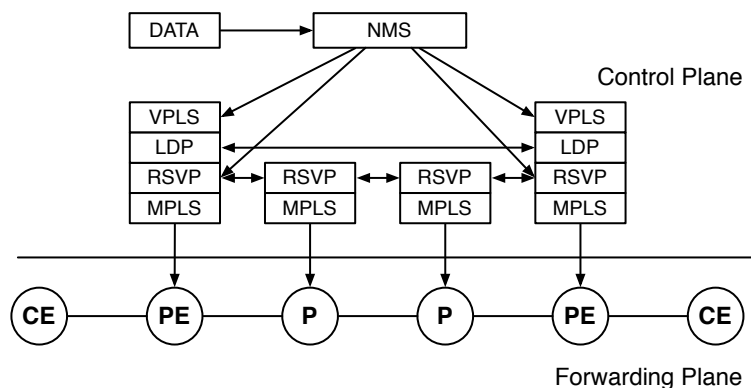 DATA
NMS
Control Plane
VPLS
LDP
RSVP
MPLS
RSVP
MPLS
RSVP
MPLS
VPLS
LDP
RSVP
MPLS
CE
PE
P
P
PE
CE
Forwarding Plane